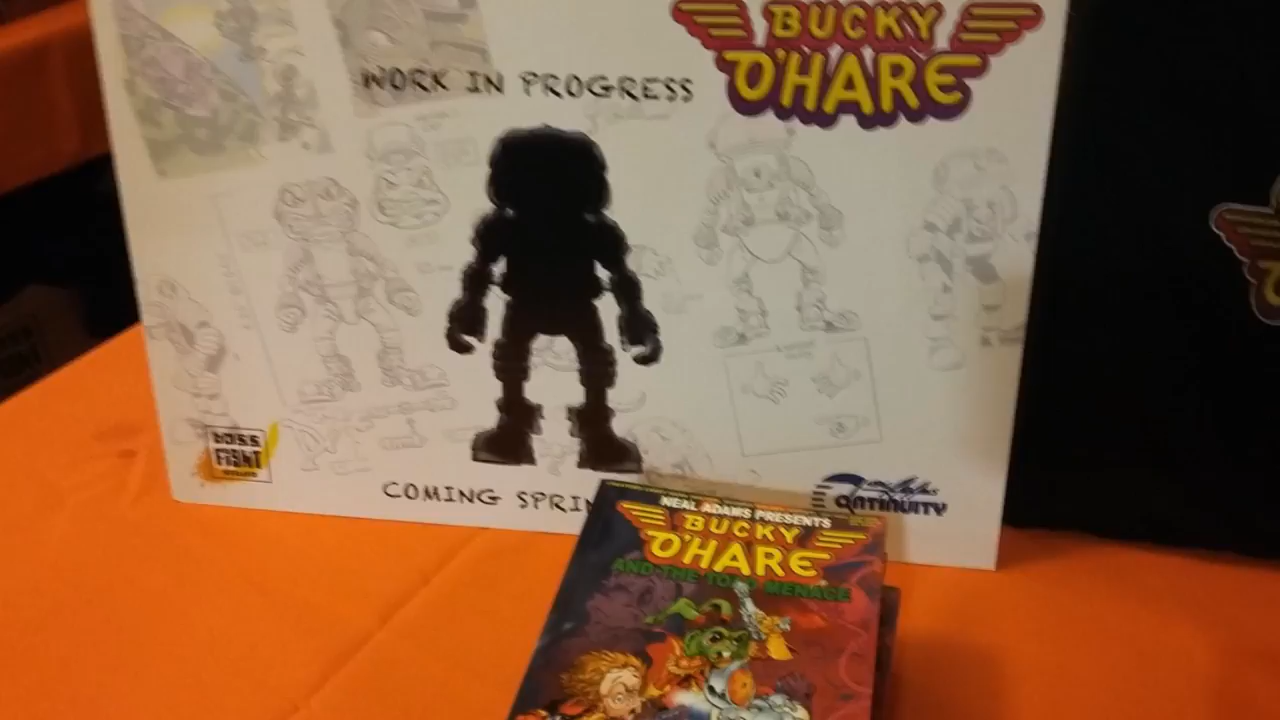 BUCKY
O'HARE
WORK IN PROGRESS
BOSS
FIGHT
COMING SPRIN
CONTINUITY
NEAL ADAMS PRESENTS
BUCKY
O'HARE
AND THE TOAD MENACE